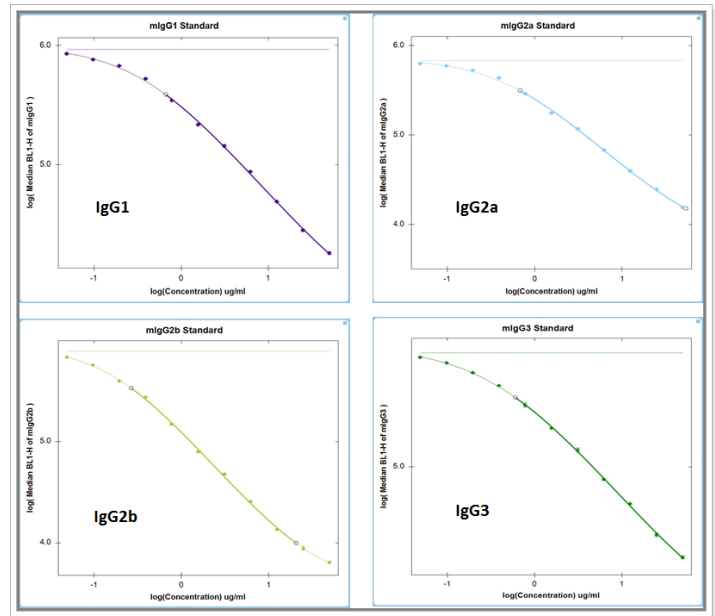 mIgG1 Standard
6.0
5.0
log( Median BL1-H of mIgG1 )
IgG1
-1
0
1
log(Concentration) ug/ml
mIgG2a Standard
6.0
5.0
4.0
log( Median BL1-H of mIgG2a )
IgG2a
-1
0
1
log(Concentration) ug/ml
mIgG2b Standard
5.0
4.0
log( Median BL1-H of mIgG2b )
IgG2b
-1
0
1
log(Concentration) ug/ml
mIgG3 Standard
5.0
log( Median BL1-H of mIgG3 )
IgG3
-1
0
1
log(Concentration) ug/ml